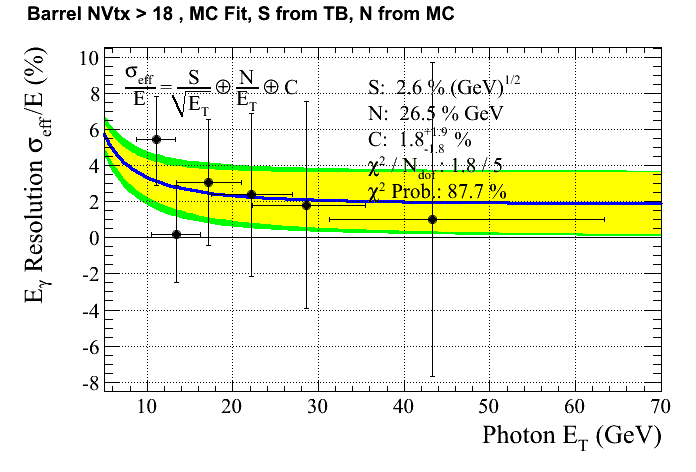 Barrel NVtx > 18 , MC Fit, S from TB, N from MC
Eγ Resolution σeff/E (%)
σeff/E = S/√ET ⊕ N/ET ⊕ C
S: 2.6 % (GeV)1/2
N: 26.5 % GeV
C: 1.8+1.9-1.8 %
χ2 / Ndof : 1.8 / 5
χ2 Prob.: 87.7 %
10
8
6
4
2
0
-2
-4
-6
-8
10 20 30 40 50 60 70
Photon ET (GeV)